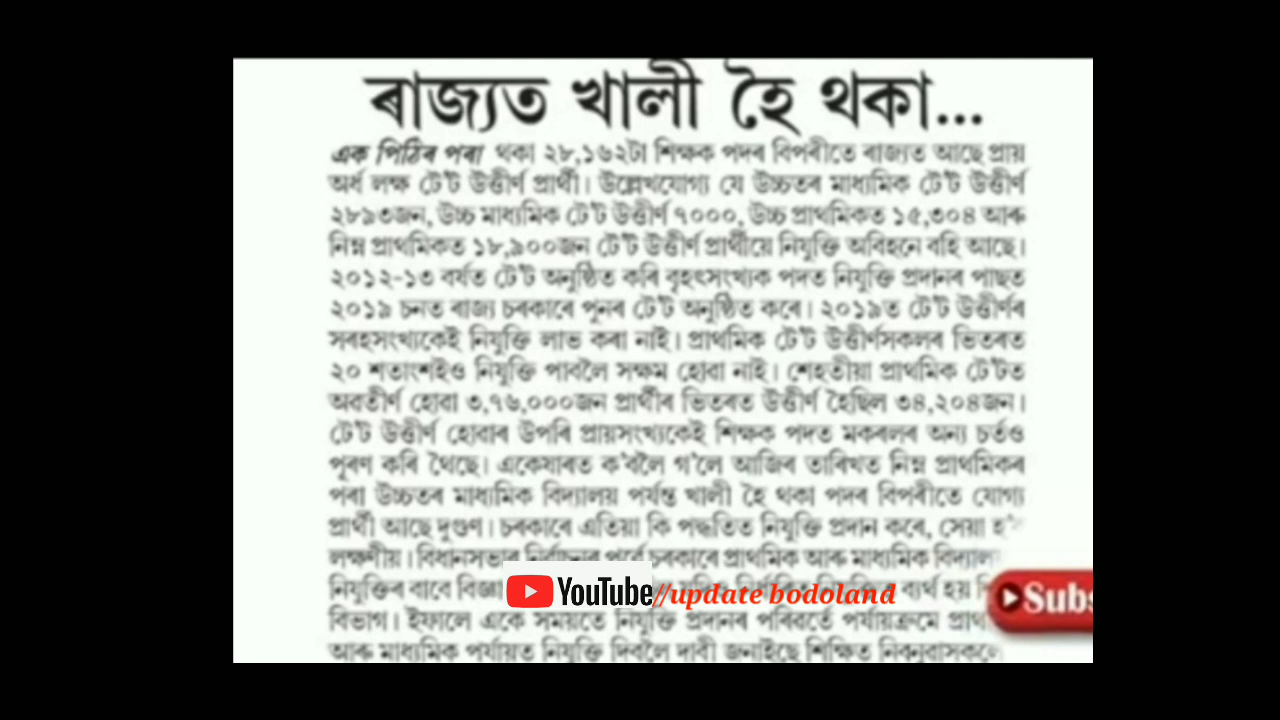 ৰাজ্যত খালী হৈ থকা...
এক পিঠিৰ পৰা থকা ২৮,১৬২টা শিক্ষক পদৰ বিপৰীতে ৰাজ্যত আছে প্ৰায়
অৰ্ধ লক্ষ টে'ট উত্তীৰ্ণ প্ৰাৰ্থী। উল্লেখযোগ্য যে উচ্চতৰ মাধ্যমিক টে'ট উত্তীৰ্ণ
২৮৯৩জন, উচ্চ মাধ্যমিক টে'ট উত্তীৰ্ণ ৭০০০, উচ্চ প্ৰাথমিকত ১৫,৩০৪ আৰু
নিম্ন প্ৰাথমিকত ১৮,৯০০জন টে'ট উত্তীৰ্ণ প্ৰাৰ্থীয়ে নিযুক্তি অবিহনে বহি আছে।
২০১২-১৩ বৰ্ষত টে'ট অনুষ্ঠিত কৰি বৃহৎসংখ্যক পদত নিযুক্তি প্ৰদানৰ পাছত
২০১৯ চনত ৰাজ্য চৰকাৰে পুনৰ টে'ট অনুষ্ঠিত কৰে। ২০১৯ত টে'ট উত্তীৰ্ণৰ
সৰহসংখ্যকেই নিযুক্তি লাভ কৰা নাই। প্ৰাথমিক টে'ট উত্তীৰ্ণসকলৰ ভিতৰত
২০ শতাংশইও নিযুক্তি পাবলৈ সক্ষম হোৱা নাই। শেহতীয়া প্ৰাথমিক টে'টত
অৱতীৰ্ণ হোৱা ৩,৭৬,০০০জন প্ৰাৰ্থীৰ ভিতৰত উত্তীৰ্ণ হৈছিল ৩৪,২০৪জন।
টে'ট উত্তীৰ্ণ হোৱাৰ উপৰি প্ৰায়সংখ্যকেই শিক্ষক পদত মকৰলৰ অন্য চৰ্তও
পূৰণ কৰি থৈছে। একেষাৰত ক'বলৈ গ'লে আজিৰ তাৰিখত নিম্ন প্ৰাথমিকৰ
পৰা উচ্চতৰ মাধ্যমিক বিদ্যালয় পৰ্যন্ত খালী হৈ থকা পদৰ বিপৰীতে যোগ্য
প্ৰাৰ্থী আছে দুগুণ। চৰকাৰে এতিয়া কি পদ্ধতিত নিযুক্তি প্ৰদান কৰে, সেয়া
লক্ষণীয়। বিধানসভাৰ নিৰ্বাচনৰ পূৰ্বে চৰকাৰে প্ৰাথমিক আৰু মাধ্যমিক বিদ্যালয়
নিযুক্তিৰ বাবে ব্যৰ্থ হয়
YouTube//update bodoland
Subs
বিভাগ। ইফালে একে সময়তে নিযুক্তি প্ৰদানৰ পৰিৱৰ্তে পৰ্যায়ক্ৰমে প্ৰাথ
আৰু মাধ্যমিক পৰ্যায়ত নিযুক্তি দিবলৈ দাবী জনাইছে শিক্ষিত নিবনুৱাসকলে